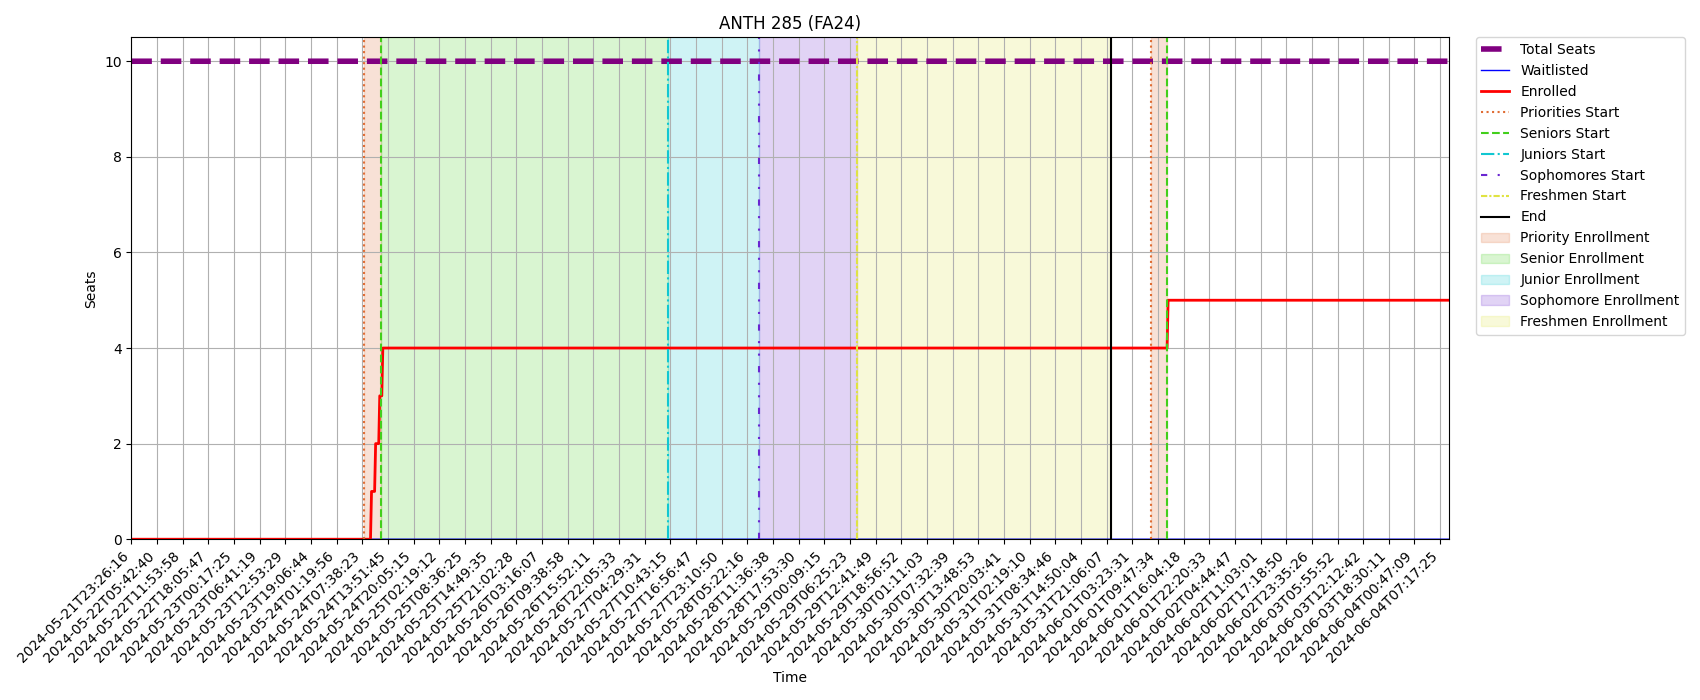 ANTH 285 (FA24)
Seats
10
8
6
4
2
0
2024-05-21T23:26:16
2024-05-22T05:42:40
2024-05-22T11:53:58
2024-05-22T18:05:47
2024-05-23T00:17:25
2024-05-23T06:41:19
2024-05-23T12:53:29
2024-05-23T19:06:44
2024-05-24T01:19:56
2024-05-24T07:38:23
2024-05-24T13:51:45
2024-05-24T20:05:15
2024-05-25T02:19:12
2024-05-25T08:36:25
2024-05-25T14:49:35
2024-05-25T21:02:28
2024-05-26T03:16:07
2024-05-26T09:38:58
2024-05-26T15:52:11
2024-05-26T22:05:33
2024-05-27T04:29:31
2024-05-27T10:43:15
2024-05-27T16:56:47
2024-05-27T23:10:50
2024-05-28T05:22:16
2024-05-28T11:36:38
2024-05-28T17:53:30
2024-05-29T00:09:15
2024-05-29T06:25:23
2024-05-29T12:41:49
2024-05-29T18:56:52
2024-05-30T01:11:03
2024-05-30T07:32:39
2024-05-30T13:48:53
2024-05-30T20:03:41
2024-05-31T02:19:10
2024-05-31T08:34:46
2024-05-31T14:50:04
2024-05-31T21:06:07
2024-06-01T03:23:31
2024-06-01T09:47:34
2024-06-01T16:04:18
2024-06-01T22:20:33
2024-06-02T04:44:47
2024-06-02T11:03:01
2024-06-02T17:18:50
2024-06-02T23:35:26
2024-06-03T05:55:52
2024-06-03T12:12:42
2024-06-03T18:30:11
2024-06-04T00:47:09
2024-06-04T07:17:25
Time
Total Seats
Waitlisted
Enrolled
Priorities Start
Seniors Start
Juniors Start
Sophomores Start
Freshmen Start
End
Priority Enrollment
Senior Enrollment
Junior Enrollment
Sophomore Enrollment
Freshmen Enrollment